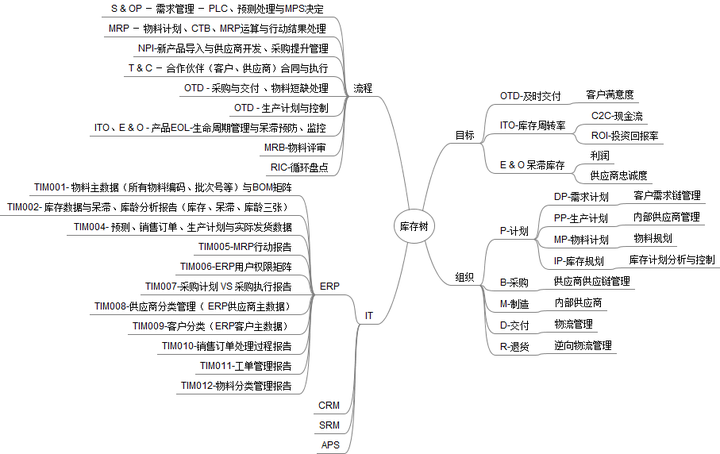 库存树
流程
S & OP － 需求管理 － PLC、预测处理与MPS决定
MRP － 物料计划、CTB、MRP运算与行动结果处理
NPI-新产品导入与供应商开发、采购提升管理
T & C － 合作伙伴（客户、供应商）合同与执行
OTD - 采购与交付 、物料短缺处理
OTD - 生产计划与控制
ITO、E & O - 产品EOL-生命周期管理与呆滞预防、监控
MRB-物料评审
RIC-循环盘点
IT
ERP
TIM001- 物料主数据（所有物料编码、批次号等）与BOM矩阵
TIM002- 库存数据与呆滞、库龄分析报告（库存、呆滞、库龄三张）
TIM004- 预测、销售订单、生产计划与实际发货数据
TIM005-MRP行动报告
TIM006-ERP用户权限矩阵
TIM007-采购计划 VS 采购执行报告
TIM008-供应商分类管理（ ERP供应商主数据）
TIM009-客户分类（ ERP客户主数据）
TIM010-销售订单处理过程报告
TIM011-工单管理报告
TIM012-物料分类管理报告
CRM
SRM
APS
目标
OTD-及时交付
客户满意度
ITO-库存周转率
C2C-现金流
ROI-投资回报率
E & O 呆滞库存
利润
供应商忠诚度
组织
P-计划
DP-需求计划
客户需求链管理
PP-生产计划
内部供应商管理
MP-物料计划
物料规划
IP-库存规划
库存计划分析与控制
B-采购
供应商供应链管理
M-制造
内部供应商
D-交付
物流管理
R-退货
逆向物流管理